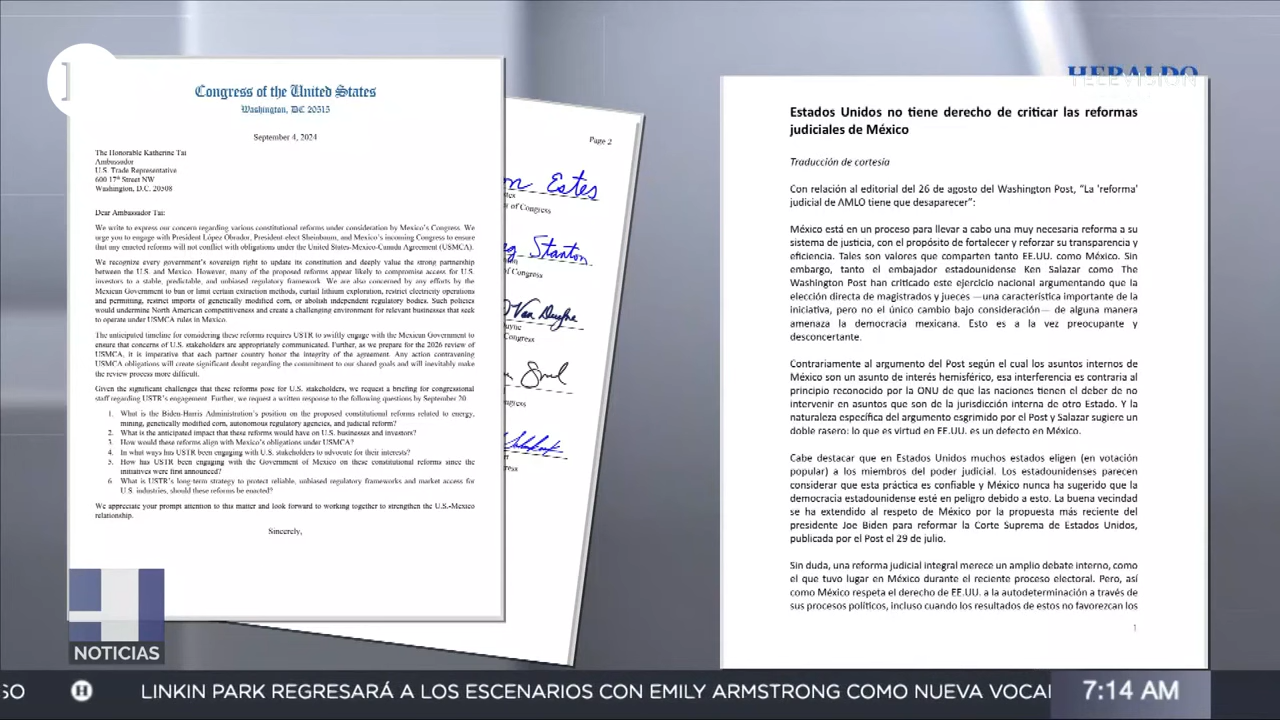 Congress of the United States
Washington, DC 20515
September 4, 2024
The Honorable Katherine Tai
Ambassador
U.S. Trade Representative
600 17th Street NW
Washington, D.C. 20508
Dear Ambassador Tai:
We write to express our concern regarding various constitutional reforms under consideration by Mexico's Congress. We
urge you to engage with President López Obrador, President-elect Sheinbaum, and Mexico's incoming Congress to ensure
that any enacted reforms will not conflict with obligations under the United States-Mexico-Canada Agreement (USMCA).
We recognize every government's sovereign right to update its constitution and deeply value the strong partnership
between the U.S. and Mexico. However, many of the proposed reforms appear likely to compromise access for U.S.
investors to a stable, predictable, and unbiased regulatory framework. We are also concerned by any efforts by the
Mexican Government to ban or limit certain extraction methods, curtail lithium exploration, restrict electricity operations
and permitting, restrict imports of genetically modified corn, or abolish independent regulatory bodies. Such policies
would undermine North American competitiveness and create a challenging environment for relevant businesses that seek
to operate under USMCA rules in Mexico.
The anticipated timeline for considering these reforms requires USTR to swiftly engage with the Mexican Government to
ensure that concerns of U.S. stakeholders are appropriately communicated. Further, as we prepare for the 2026 review of
USMCA, it is imperative that each partner country honor the integrity of the agreement. Any action contravening
USMCA obligations will create significant doubt regarding the commitment to our shared goals and will inevitably make
the review process more difficult.
Given the significant challenges that these reforms pose for U.S. stakeholders, we request a briefing for congressional
staff regarding USTR's engagement. Further, we request a written response to the following questions by September 20
1. What is the Biden-Harris Administration's position on the proposed constitutional reforms related to energy,
mining, genetically modified corn, autonomous regulatory agencies, and judicial reform?
2. What is the anticipated impact that these reforms would have on U.S. businesses and investors?
3. How would these reforms align with Mexico's obligations under USMCA?
4. In what ways has USTR been engaging with U.S. stakeholders to advocate for their interests?
5. How has USTR been engaging with the Government of Mexico on these constitutional reforms since the
initiatives were first announced?
6 What is USTR's long-term strategy to protect reliable, unbiased regulatory frameworks and market access for
U.S. industries, should these reforms be enacted?
We appreciate your prompt attention to this matter and look forward to working together to strengthen the U.S.-Mexico
relationship.
Sincerely,
Page 2
on Estes
tes
of Congress
g Stanton
of Congress
Van Duyne
uyne
Congress
ngress
ress
HERALDO
TELEVISIÓN
Estados Unidos no tiene derecho de criticar las reformas
judiciales de México
Traducción de cortesía
Con relación al editorial del 26 de agosto del Washington Post, "La 'reforma'
judicial de AMLO tiene que desaparecer":
México está en un proceso para llevar a cabo una muy necesaria reforma a su
sistema de justicia, con el propósito de fortalecer y reforzar su transparencia y
eficiencia. Tales son valores que comparten tanto EE.UU. como México. Sin
embargo, tanto el embajador estadounidense Ken Salazar como The
Washington Post han criticado este ejercicio nacional argumentando que la
elección directa de magistrados y jueces —una característica importante de la
iniciativa, pero no el único cambio bajo consideración— de alguna manera
amenaza la democracia mexicana. Esto es a la vez preocupante y
desconcertante.
Contrariamente al argumento del Post según el cual los asuntos internos de
México son un asunto de interés hemisférico, esa interferencia es contraria al
principio reconocido por la ONU de que las naciones tienen el deber de no
intervenir en asuntos que son de la jurisdicción interna de otro Estado. Y la
naturaleza específica del argumento esgrimido por el Post y Salazar sugiere un
doble rasero: lo que es virtud en EE.UU. es un defecto en México.
Cabe destacar que en Estados Unidos muchos estados eligen (en votación
popular) a los miembros del poder judicial. Los estadounidenses parecen
considerar que esta práctica es confiable y México nunca ha sugerido que la
democracia estadounidense esté en peligro debido a esto. La buena vecindad
se ha extendido al respeto de México por la propuesta más reciente del
presidente Joe Biden para reformar la Corte Suprema de Estados Unidos,
publicada por el Post el 29 de julio.
Sin duda, una reforma judicial integral merece un amplio debate interno, como
el que tuvo lugar en México durante el reciente proceso electoral. Pero, así
como México respeta el derecho de EE.UU. a la autodeterminación a través de
sus procesos políticos, incluso cuando los resultados de estos no favorezcan los
1
NOTICIAS
SO
LINKIN PARK REGRESARÁ A LOS ESCENARIOS CON EMILY ARMSTRONG COMO NUEVA VOCA
7:14 AM